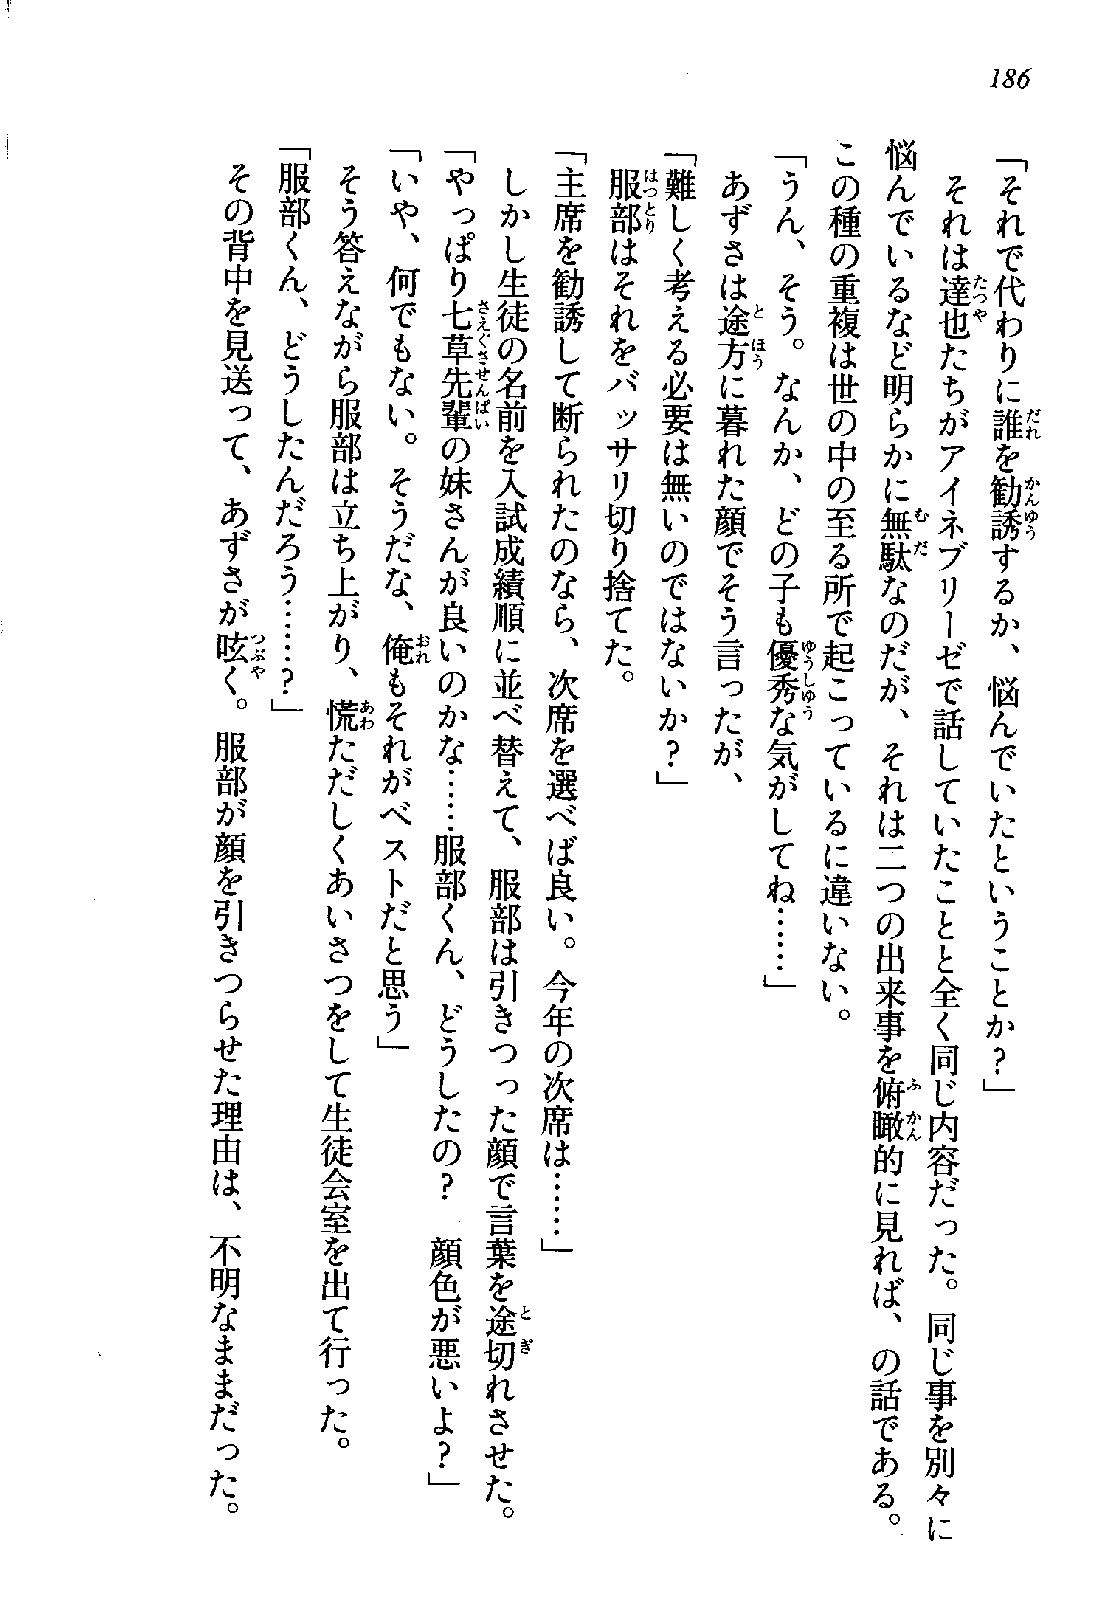 186
「それで代わりに誰を勧誘するか、悩んでいたということか?」
それは達也たちがアイネブリーゼで話していたことと全く同じ内容だった。同じ事を別々に
悩んでいるなど明らかに無駄なのだが、それは二つの出来事を俯瞰的に見れば、の話である。
この種の重複は世の中の至る所で起こっているに違いない。
「うん、そう。なんか、どの子も優秀な気がしてね……」
あずさは途方に暮れた顔でそう言ったが、
「難しく考える必要は無いのではないか?」
服部はそれをバッサリ切り捨てた。
「主席を勧誘して断られたのなら、次席を選べば良い。今年の次席は……」
しかし生徒の名前を入試成績順に並べ替えて、服部は引きつった顔で言葉を途切れさせた。
「やっぱり七草先輩の妹さんが良いのかな……服部くん、どうしたの? 顔色が悪いよ?」
「いや、何でもない。そうだな、俺もそれがベストだと思う」
そう答えながら服部は立ち上がり、慌ただしくあいさつをして生徒会室を出て行った。
「服部くん、どうしたんだろう……?」
その背中を見送って、あずさが呟く。服部が顔を引きつらせた理由は、不明なままだった。